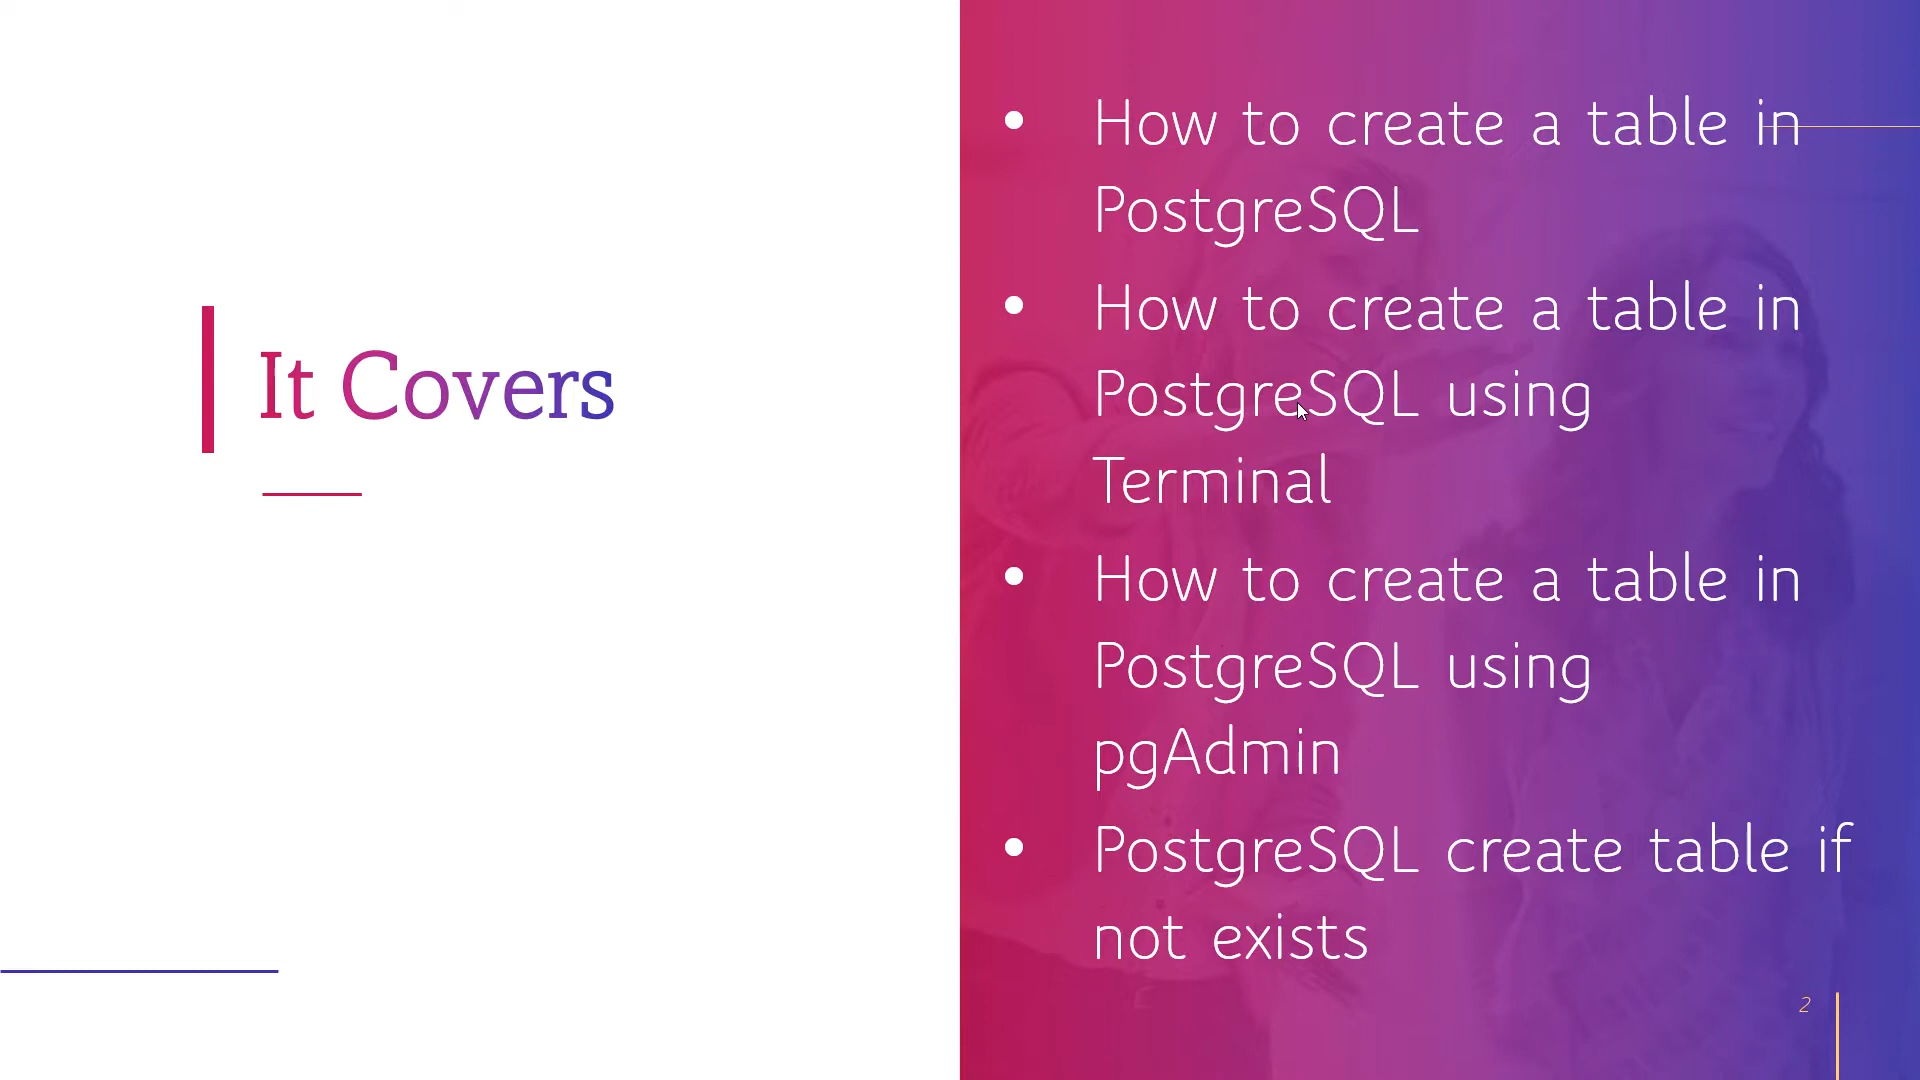 It Covers
• How to create a table in
PostgreSQL
• How to create a table in
PostgreSQL using
Terminal
• How to create a table in
PostgreSQL using
pgAdmin
• PostgreSQL create table if
not exists
2